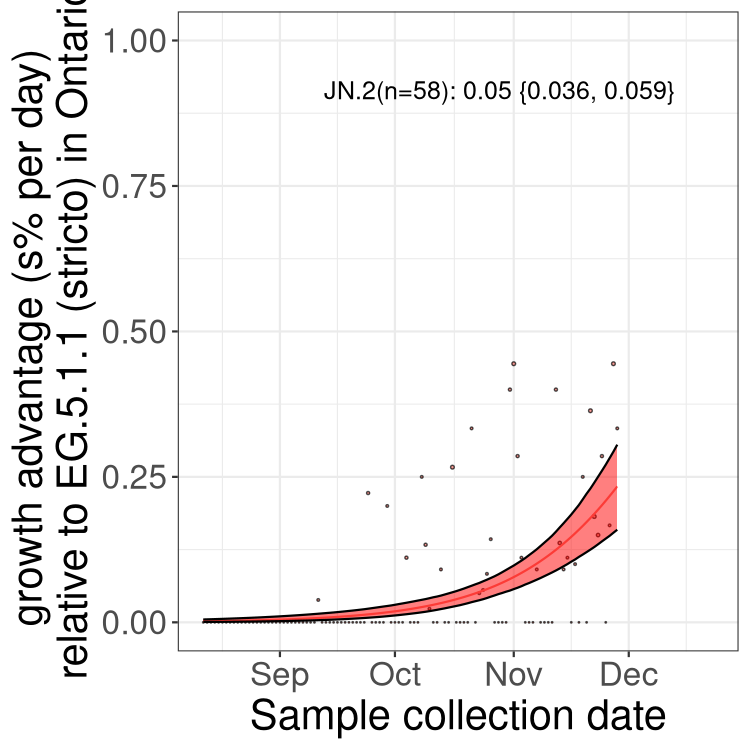 growth advantage (s% per day)
relative to EG.5.1.1 (stricto) in Ontario
1.00
0.75
0.50
0.25
0.00
JN.2(n=58): 0.05 {0.036, 0.059}
Sep Oct Nov Dec
Sample collection date